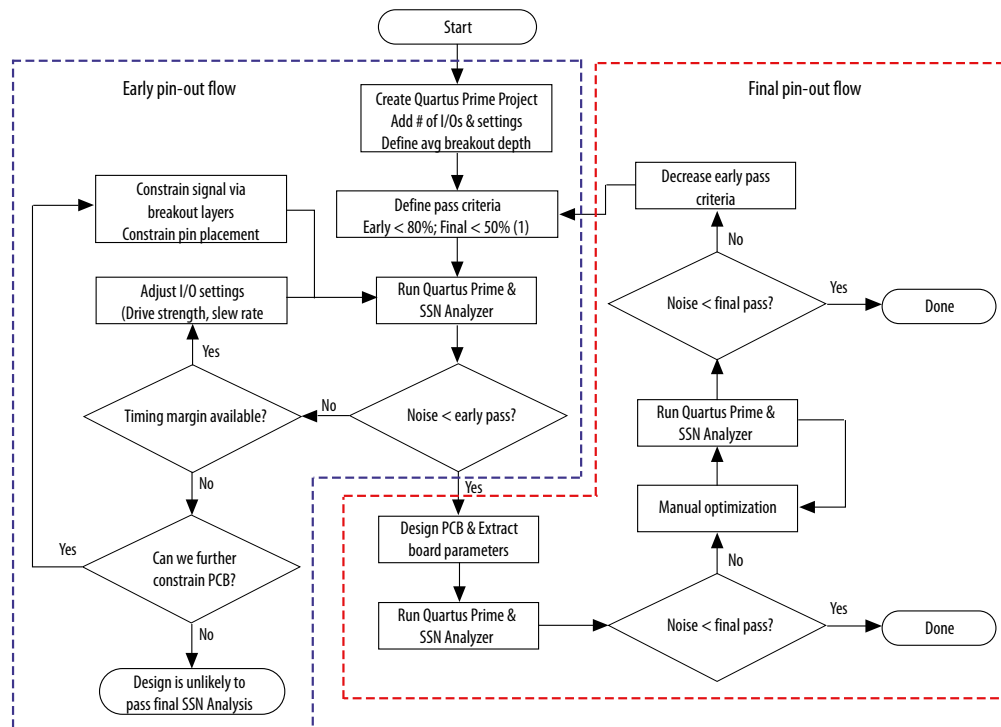 Start
Early pin-out flow
Final pin-out flow
Create Quartus Prime Project
Add # of I/Os & settings
Define avg breakout depth
Constrain signal via
breakout layers
Constrain pin placement
Define pass criteria
Early < 80%; Final < 50% (1)
Decrease early pass
criteria
No
Adjust I/O settings
(Drive strength, slew rate
Run Quartus Prime &
SSN Analyzer
Noise < final pass?
Yes
Done
Yes
Timing margin available?
No
Noise < early pass?
Run Quartus Prime &
SSN Analyzer
No
Yes
Manual optimization
Design PCB & Extract
board parameters
Yes
Can we further
constrain PCB?
No
Run Quartus Prime &
SSN Analyzer
Noise < final pass?
Yes
Done
No
Design is unlikely to
pass final SSN Analysis